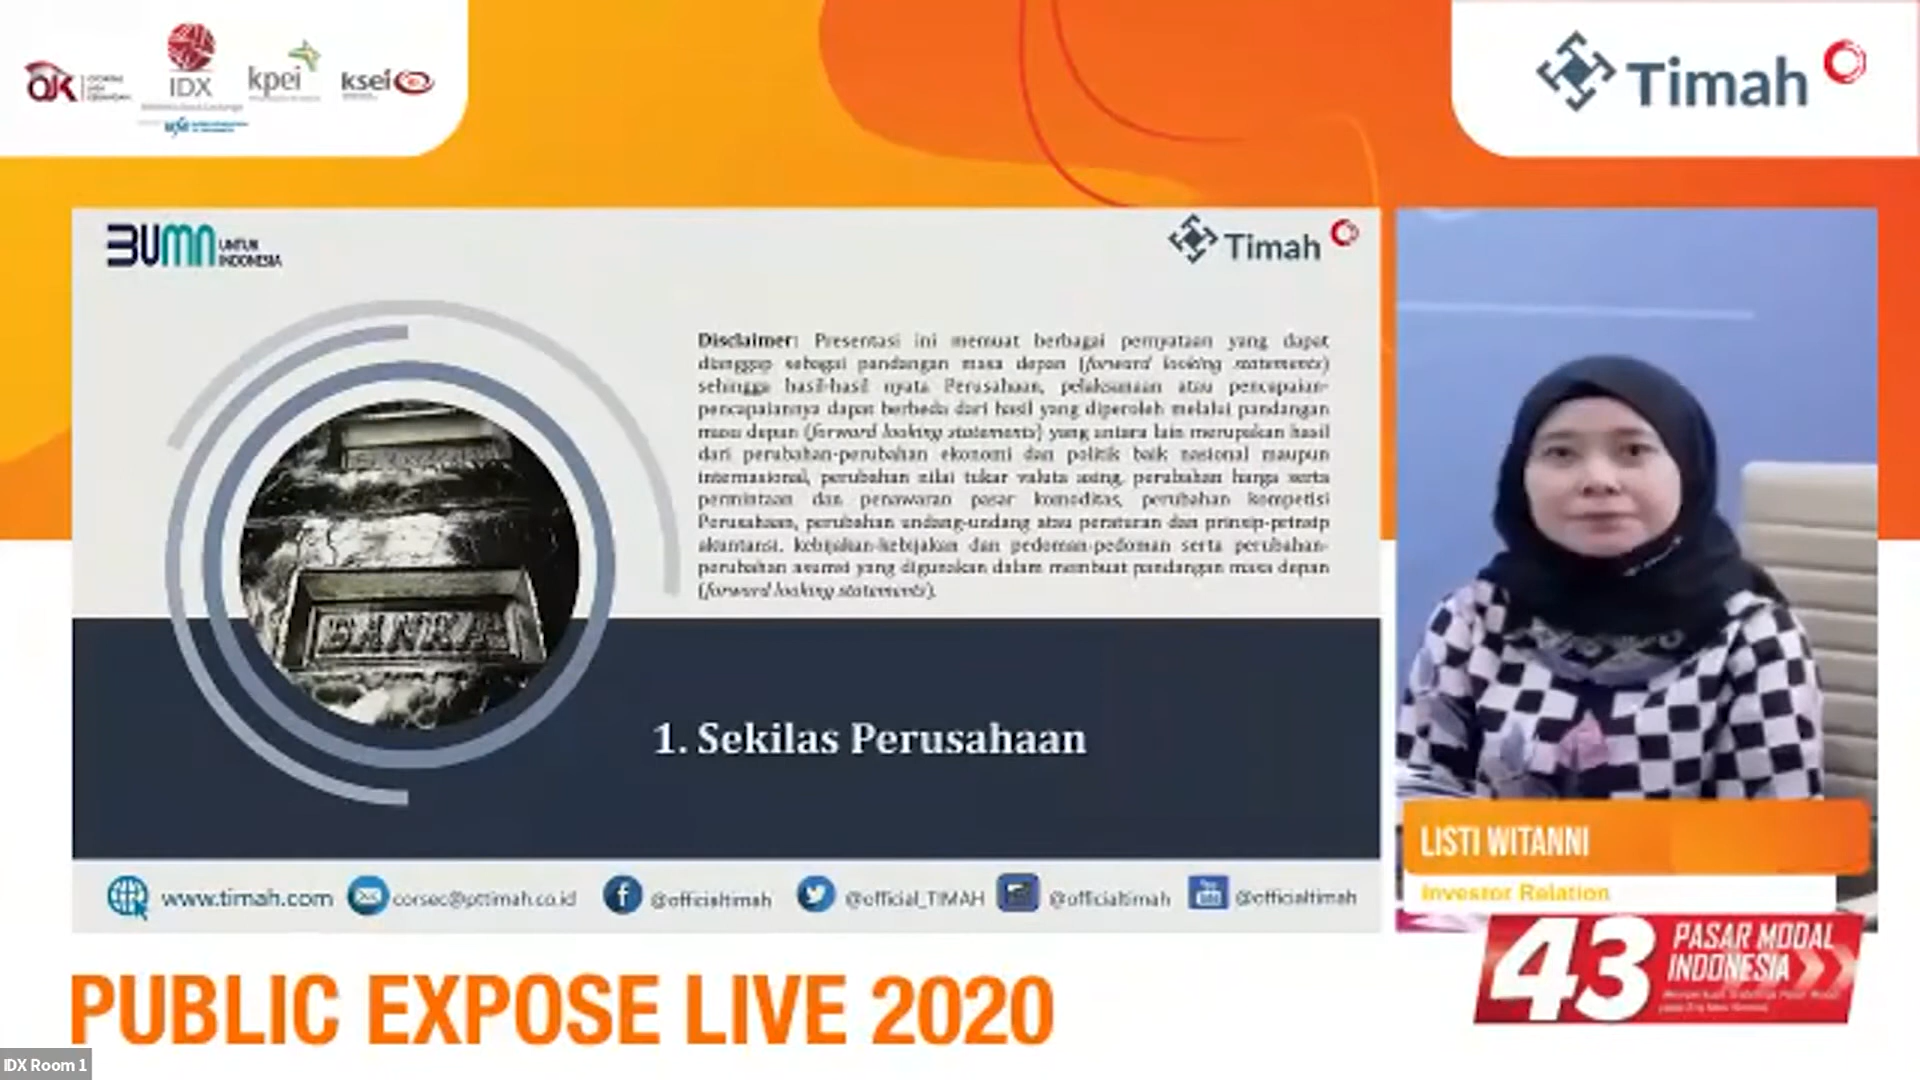 IDX
kpei
ksei
Timah
BUMN UNTUK INDONESIA
Timah
Disclaimer: Presentasi ini memuat berbagai pernyataan yang dapat
dianggap sebagai pandangan masa depan (forward looking statements)
sehingga hasil-hasil nyata Perusahaan, pelaksanaan atau pencapaian-
pencapaiannya dapat berbeda dari hasil yang diperoleh melalui pandangan
masa depan (forward looking statements) yang antara lain merupakan hasil
dari perubahan-perubahan ekonomi dan politik baik nasional maupun
internasional, perubahan nilai tukar valuta asing, perubahan harga serta
permintaan dan penawaran pasar komoditas, perubahan kompetisi
Perusahaan, perubahan undang-undang atau peraturan dan prinsip-prinsip
akuntansi, kebijakan-kebijakan dan pedoman-pedoman serta perubahan-
perubahan asumsi yang digunakan dalam membuat pandangan masa depan
(forward looking statements).
BANKA
1. Sekilas Perusahaan
www.timah.com corsec@pttimah.co.id @officialtimah @official_TIMAH @officialtimah @officialtimah
LISTI WITANNI
Investor Relation
43 PASAR MODAL
INDONESIA
PUBLIC EXPOSE LIVE 2020
IDX Room 1